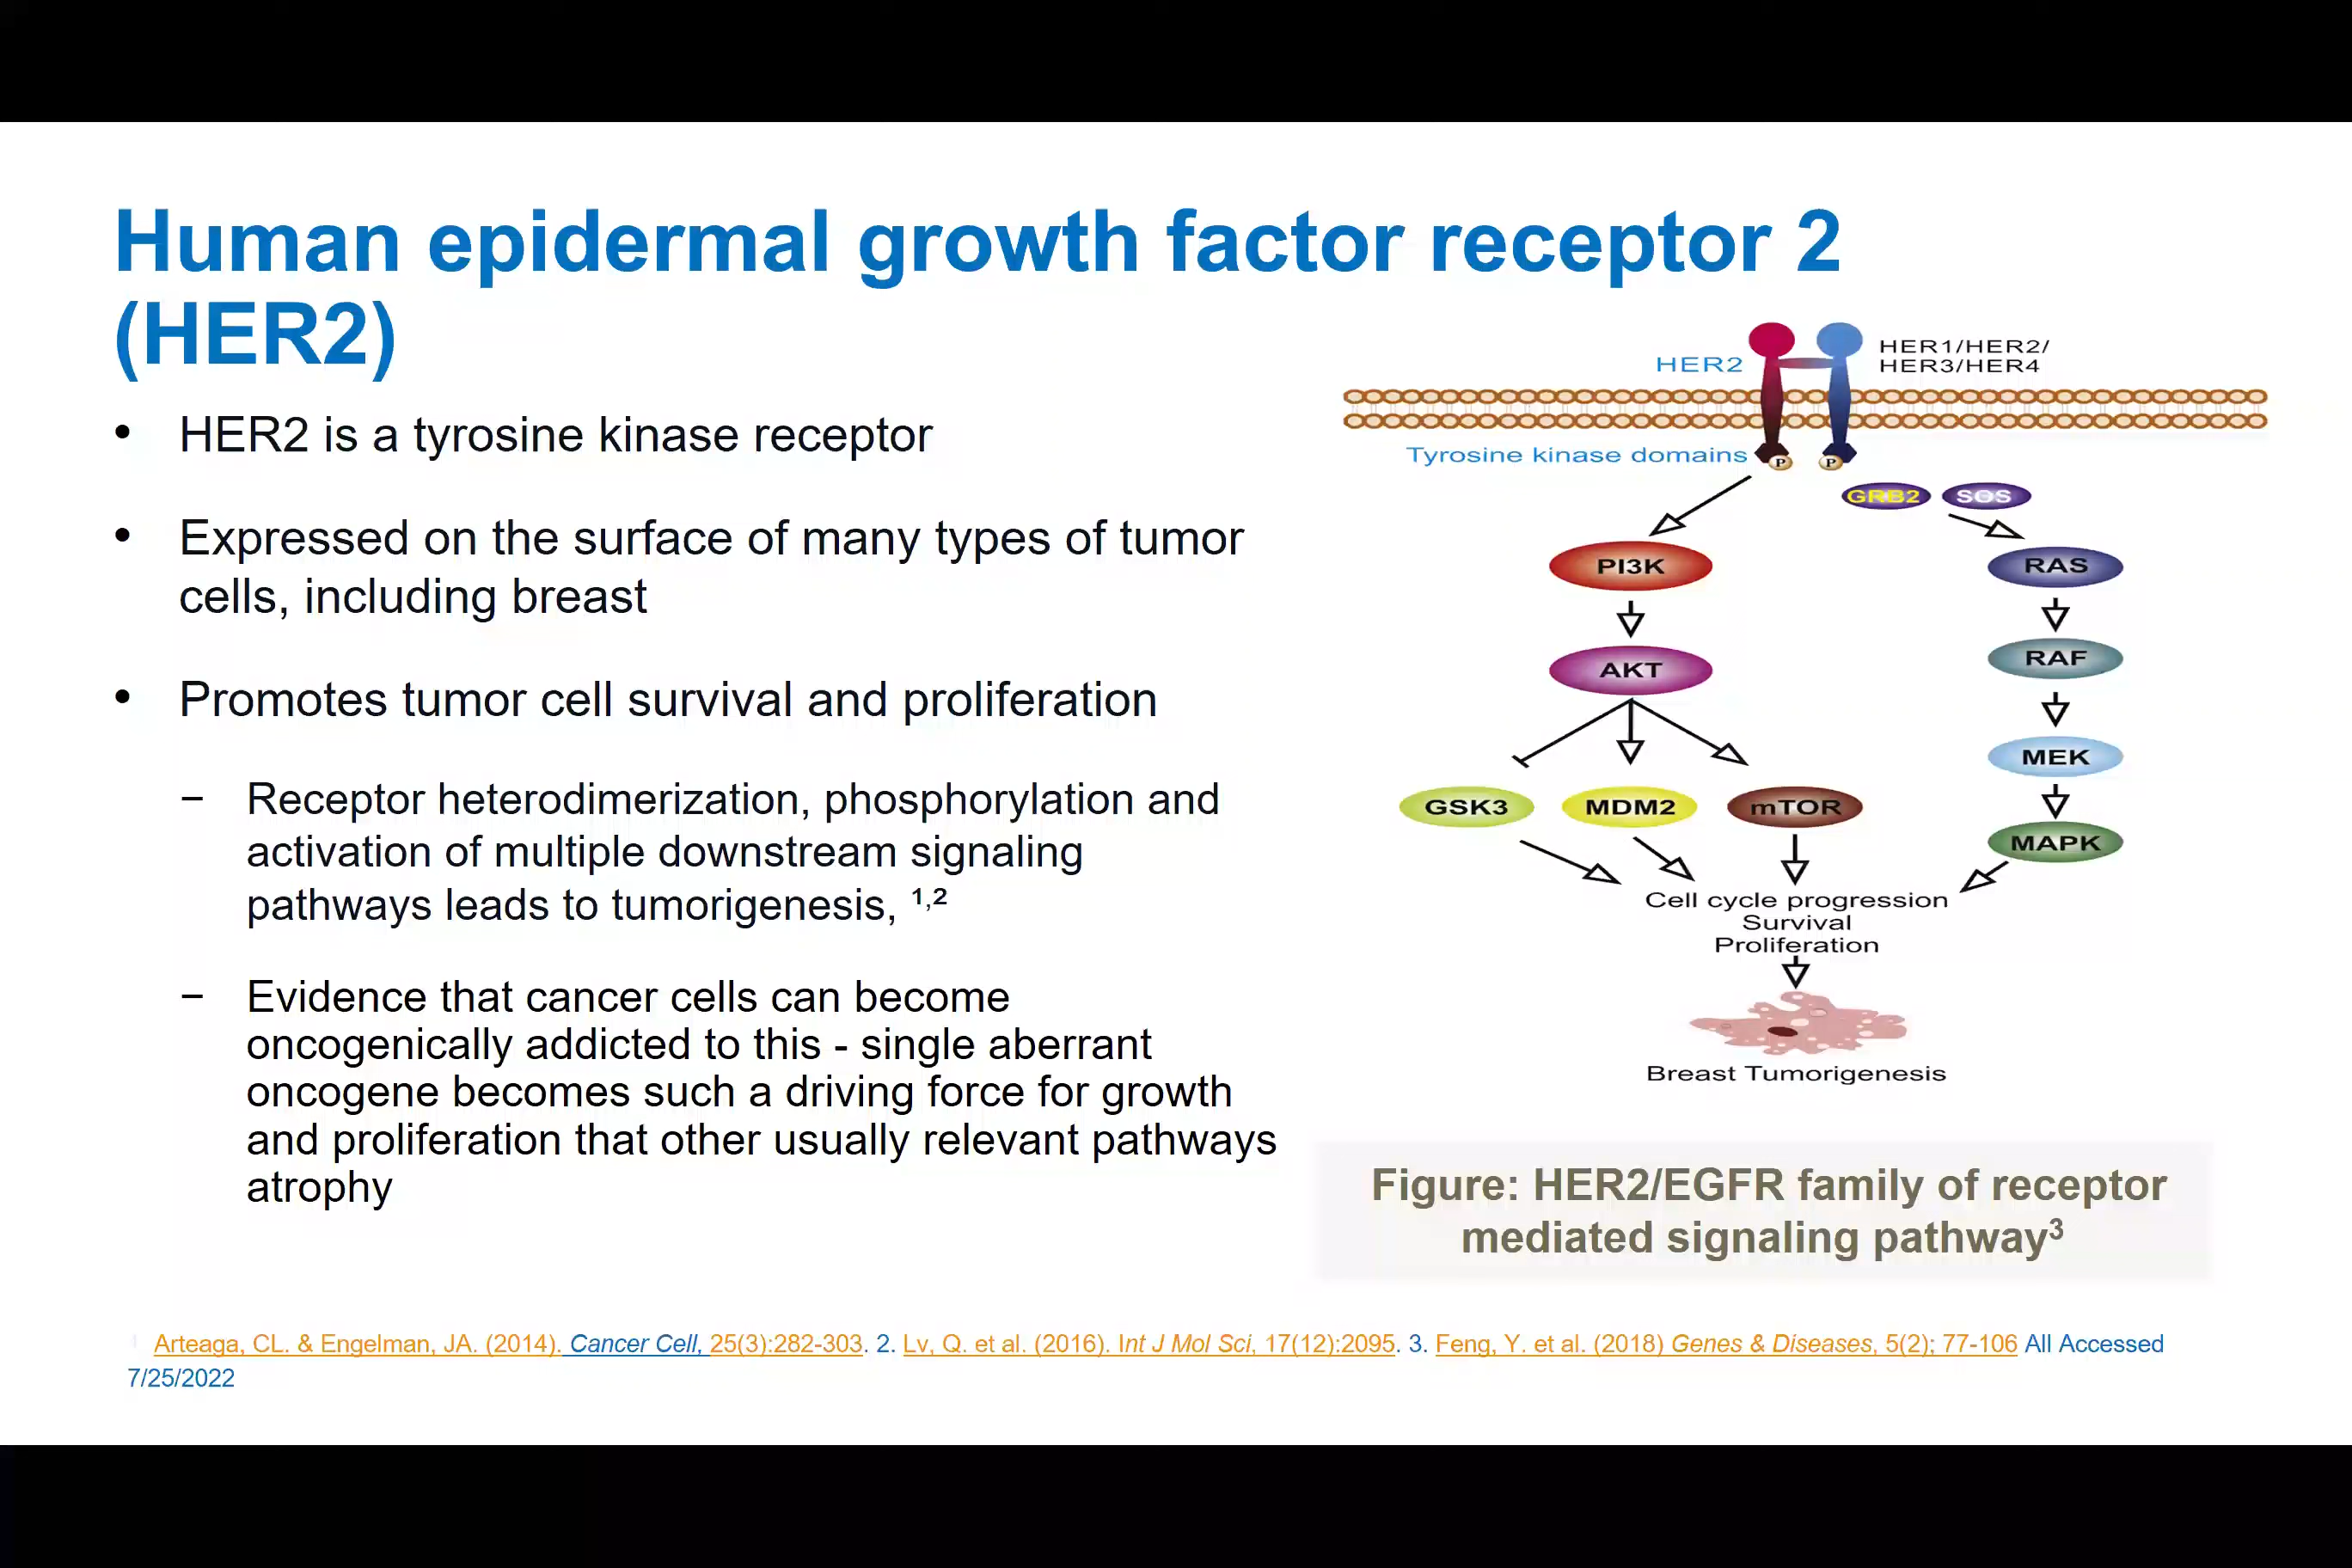 Human epidermal growth factor receptor 2
(HER2)
• HER2 is a tyrosine kinase receptor
• Expressed on the surface of many types of tumor
cells, including breast
• Promotes tumor cell survival and proliferation
– Receptor heterodimerization, phosphorylation and
activation of multiple downstream signaling
pathways leads to tumorigenesis, ¹,²
– Evidence that cancer cells can become
oncogenically addicted to this - single aberrant
oncogene becomes such a driving force for growth
and proliferation that other usually relevant pathways
atrophy
HER2
HER1/HER2/
HER3/HER4
Tyrosine kinase domains
P
P
GRB2
SOS
PI3K
RAS
AKT
RAF
MEK
GSK3
MDM2
mTOR
MAPK
Cell cycle progression
Survival
Proliferation
Breast Tumorigenesis
Figure: HER2/EGFR family of receptor
mediated signaling pathway³
1 Arteaga, CL. & Engelman, JA. (2014). Cancer Cell, 25(3):282-303. 2. Lv, Q. et al. (2016). Int J Mol Sci, 17(12):2095. 3. Feng, Y. et al. (2018) Genes & Diseases, 5(2); 77-106 All Accessed
7/25/2022